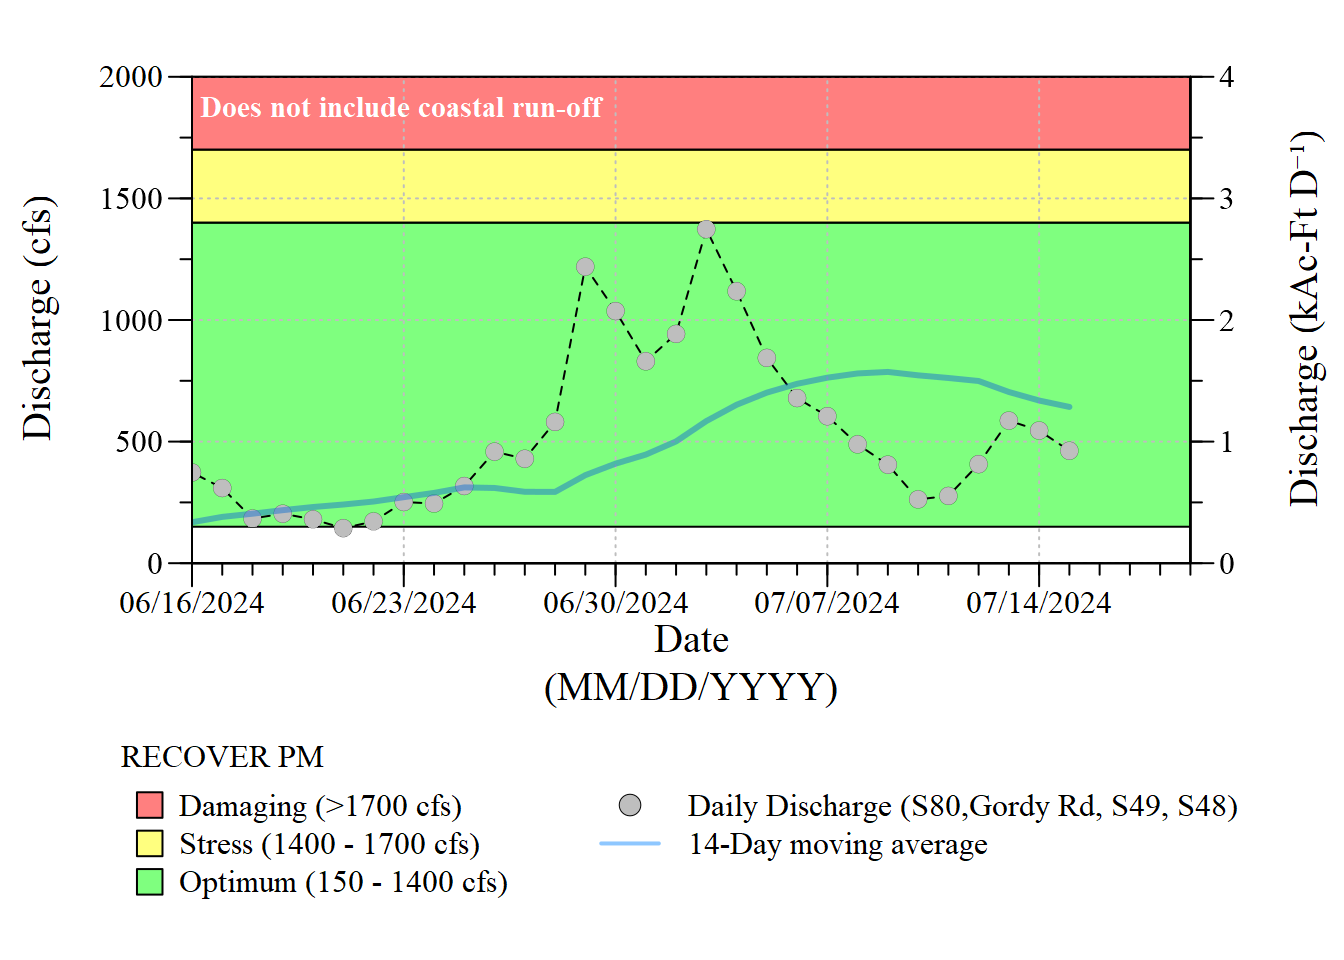 Does not include coastal run-off
2000
1500
1000
500
0
Discharge (cfs)
4
3
2
1
0
Discharge (kAc-Ft D⁻¹)
06/16/2024 06/23/2024 06/30/2024 07/07/2024 07/14/2024
Date
(MM/DD/YYYY)
RECOVER PM
Damaging (>1700 cfs)
Stress (1400 - 1700 cfs)
Optimum (150 - 1400 cfs)
Daily Discharge (S80,Gordy Rd, S49, S48)
14-Day moving average